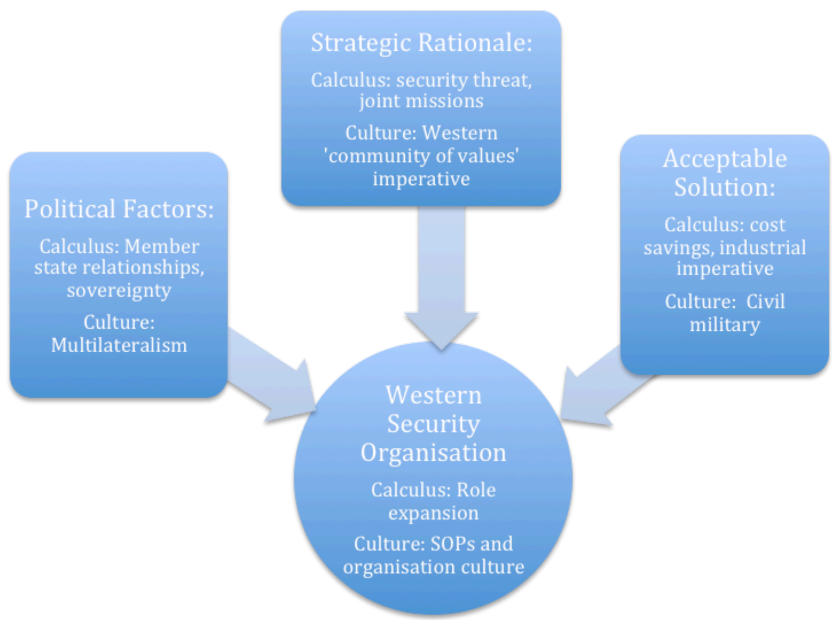 Strategic Rationale:
Calculus: security threat,
joint missions
Culture: Western
'community of values'
imperative
Political Factors:
Calculus: Member
state relationships,
sovereignty
Culture:
Multilateralism
Acceptable
Solution:
Calculus: cost
savings, industrial
imperative
Culture:  Civil
military
Western
Security
Organisation
Calculus: Role
expansion
Culture: SOPs and
organisation culture